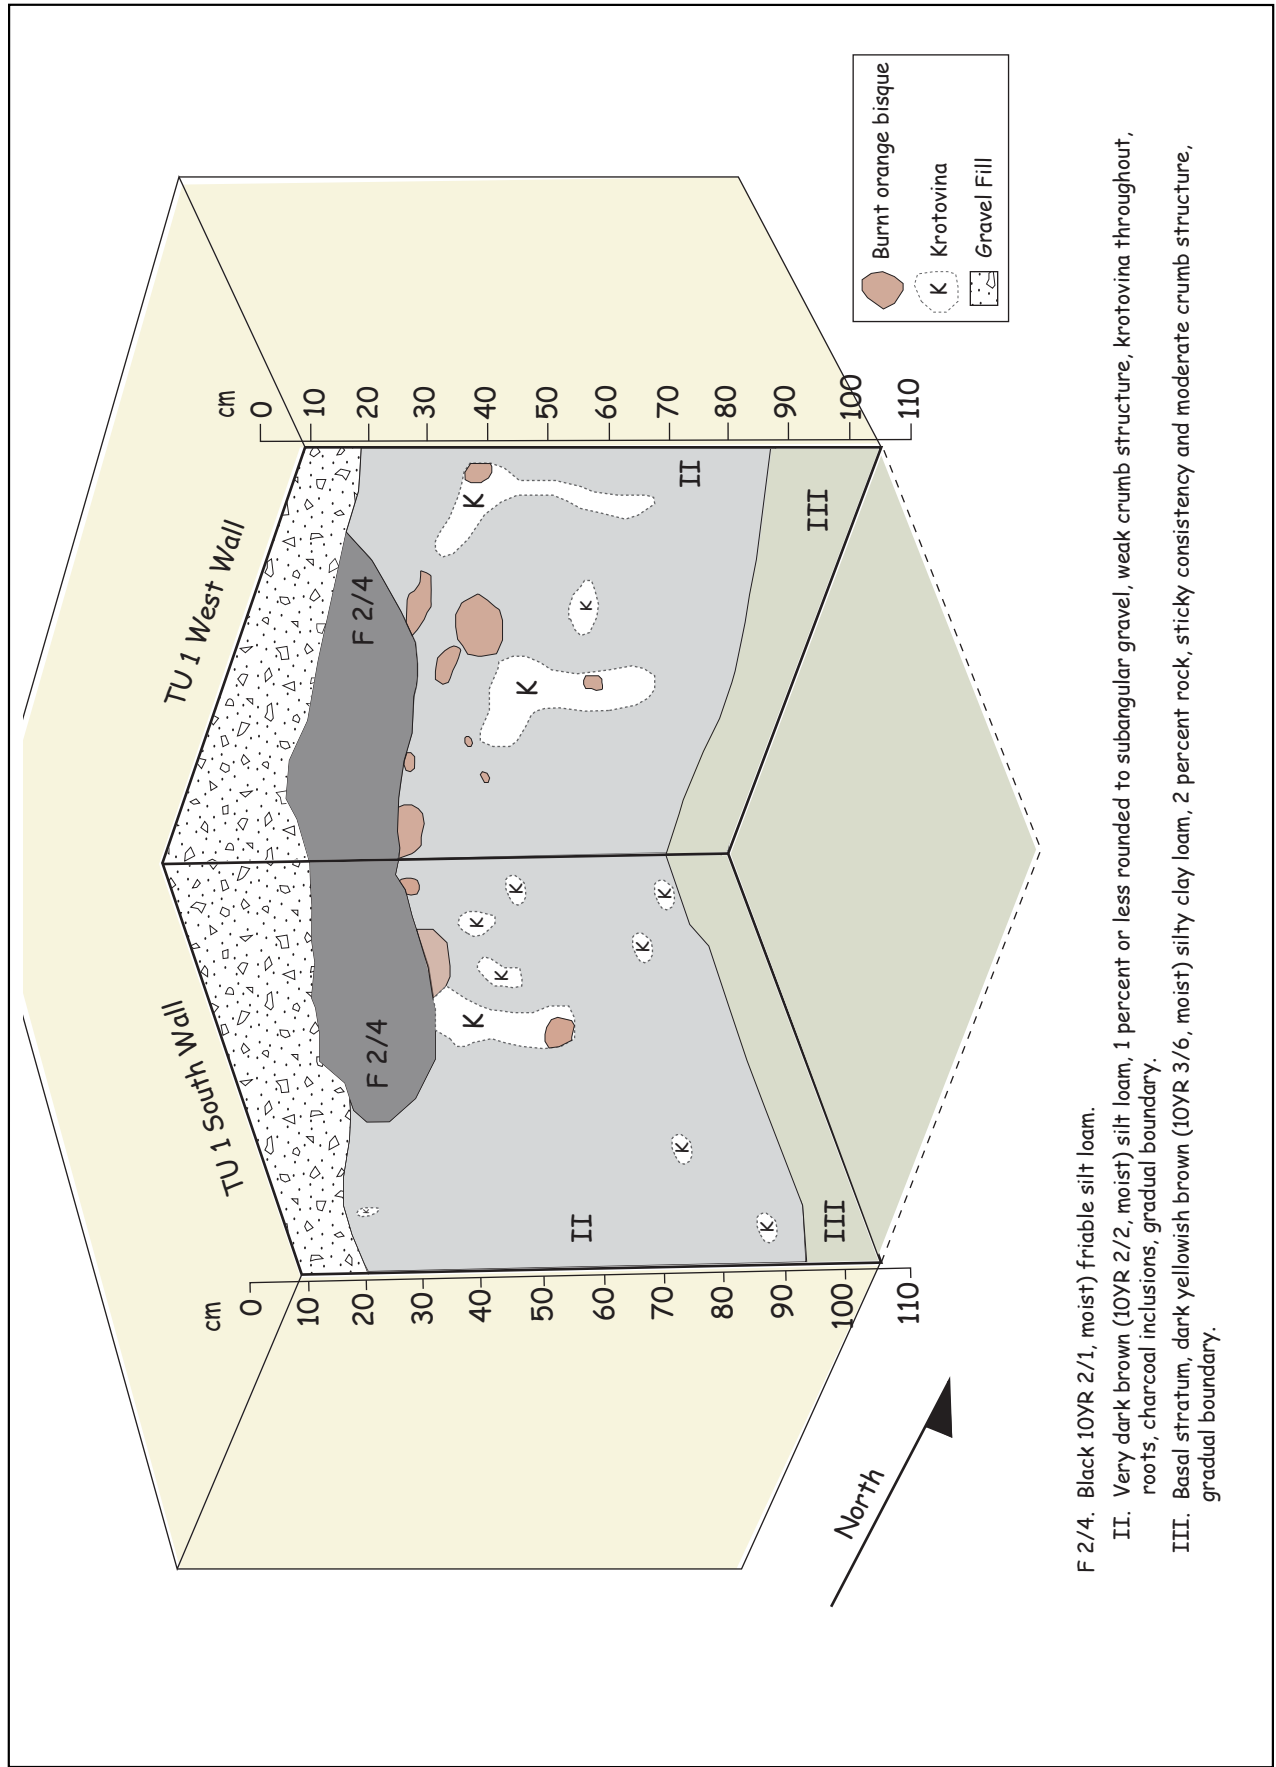 TU 1 South Wall
TU 1 West Wall
cm
0
10
20
30
40
50
60
70
80
90
100
110
cm
0
10
20
30
40
50
60
70
80
90
100
110
F 2/4
F 2/4
K
K
K
K
K
K
K
K
K
K
K
K
K
II
II
III
III
North
Burnt orange bisque
K Krotovina
Gravel Fill
F 2/4. Black 10YR 2/1, moist) friable silt loam.
II. Very dark brown (10YR 2/2, moist) silt loam, 1 percent or less rounded to subangular gravel, weak crumb structure, krotovina throughout,
roots, charcoal inclusions, gradual boundary.
III. Basal stratum, dark yellowish brown (10YR 3/6, moist) silty clay loam, 2 percent rock, sticky consistency and moderate crumb structure,
gradual boundary.